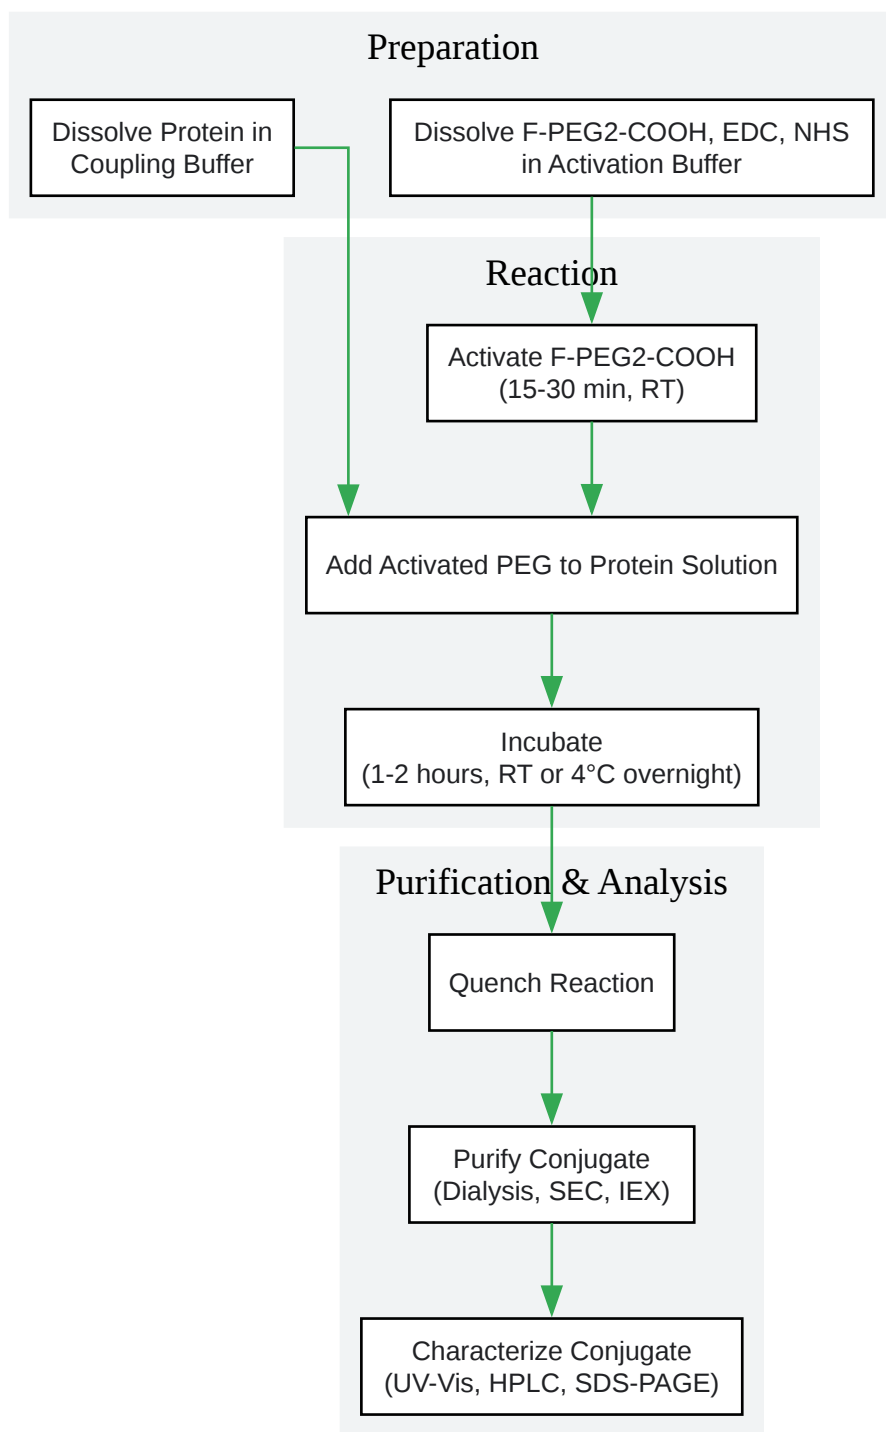 Preparation
Dissolve Protein in
Coupling Buffer
Dissolve F-PEG2-COOH, EDC, NHS
in Activation Buffer
Reaction
Activate F-PEG2-COOH
(15-30 min, RT)
Add Activated PEG to Protein Solution
Incubate
(1-2 hours, RT or 4°C overnight)
Purification & Analysis
Quench Reaction
Purify Conjugate
(Dialysis, SEC, IEX)
Characterize Conjugate
(UV-Vis, HPLC, SDS-PAGE)